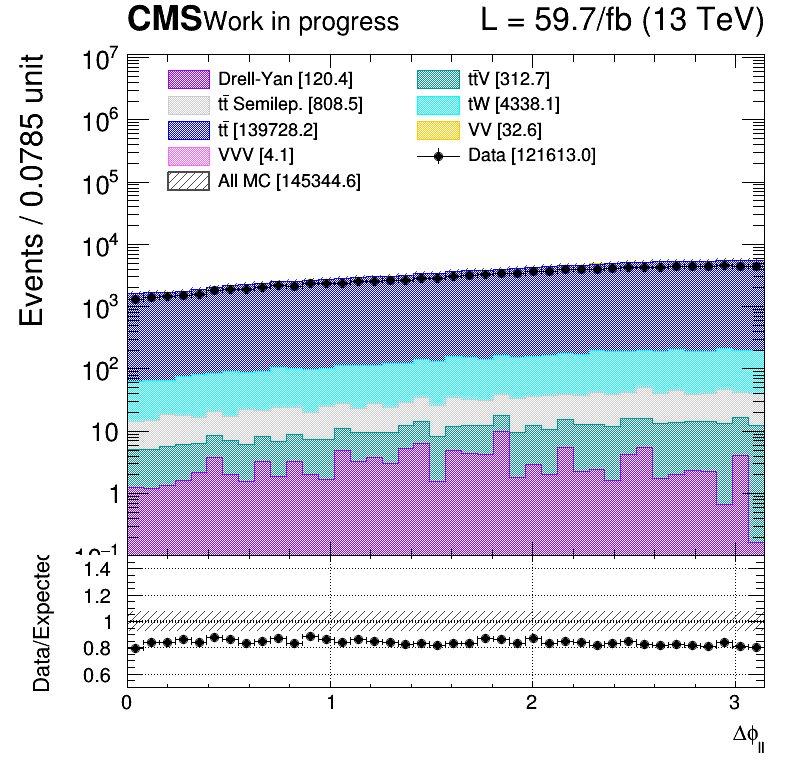 CMS Work in progress L = 59.7/fb (13 TeV)
Events / 0.0785 unit
10⁷
10⁶
10⁵
10⁴
10³
10²
10
1
10⁻¹
Drell-Yan [120.4]
tt̄ Semilep. [808.5]
tt̄ [139728.2]
VVV [4.1]
All MC [145344.6]
tt̄V [312.7]
tW [4338.1]
VV [32.6]
Data [121613.0]
Data/Expected
1.4
1.2
1
0.8
0.6
0 1 2 3
Δϕ_ll